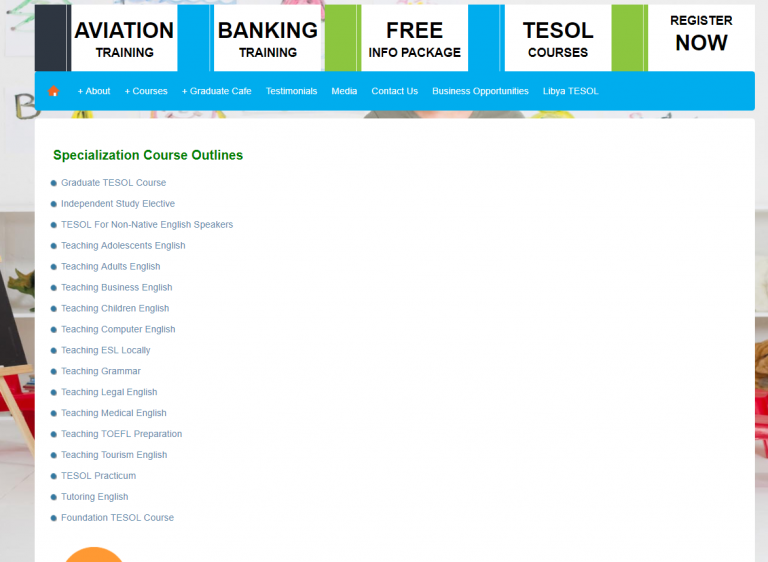 AVIATION
TRAINING
BANKING
TRAINING
FREE
INFO PACKAGE
TESOL
COURSES
REGISTER
NOW
+ About + Courses + Graduate Cafe Testimonials Media Contact Us Business Opportunities Libya TESOL
B
Specialization Course Outlines
Graduate TESOL Course
Independent Study Elective
TESOL For Non-Native English Speakers
Teaching Adolescents English
Teaching Adults English
Teaching Business English
Teaching Children English
Teaching Computer English
Teaching ESL Locally
Teaching Grammar
Teaching Legal English
Teaching Medical English
Teaching TOEFL Preparation
Teaching Tourism English
TESOL Practicum
Tutoring English
Foundation TESOL Course